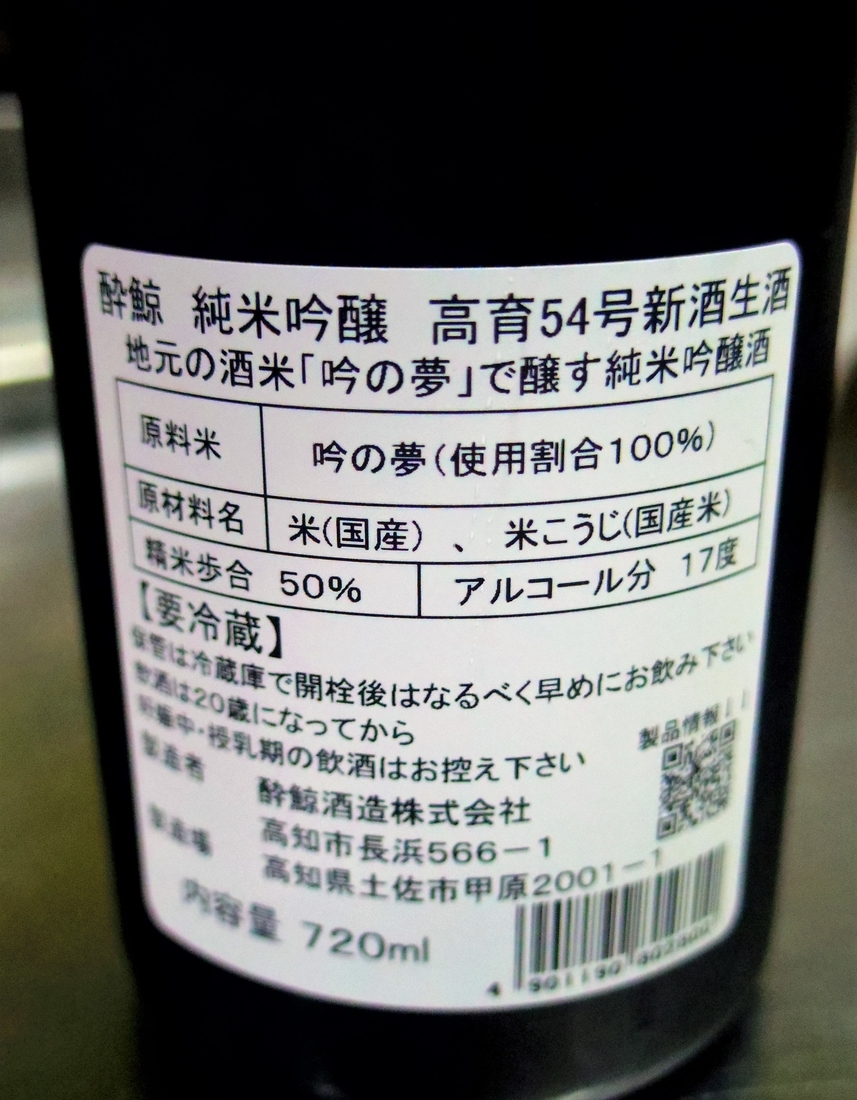 酔鯨 純米吟醸 高育54号新酒生酒
地元の酒米「吟の夢」で醸す純米吟醸酒
原料米 吟の夢(使用割合100%)
原材料名 米(国産)、米こうじ(国産米)
精米歩合 50% アルコール分 17度
【要冷蔵】
保管は冷蔵庫で開栓後はなるべく早めにお飲み下さい
飲酒は20歳になってから
妊娠中・授乳期の飲酒はお控え下さい
製品情報↓↓
製造者
酔鯨酒造株式会社
高知市長浜566-1
製造場
高知県土佐市甲原2001-1
内容量 720ml
4 901190